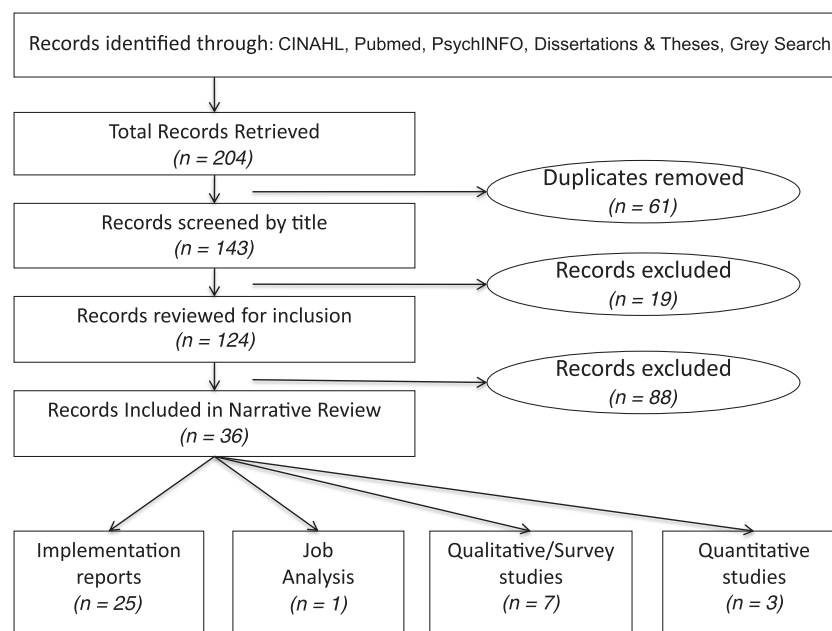 Records identified through: CINAHL, Pubmed, PsychINFO, Dissertations & Theses, Grey Search
Total Records Retrieved
(n = 204)
Duplicates removed
(n = 61)
Records screened by title
(n = 143)
Records excluded
(n = 19)
Records reviewed for inclusion
(n = 124)
Records excluded
(n = 88)
Records Included in Narrative Review
(n = 36)
Implementation
reports
(n = 25)
Job
Analysis
(n = 1)
Qualitative/Survey
studies
(n = 7)
Quantitative
studies
(n = 3)